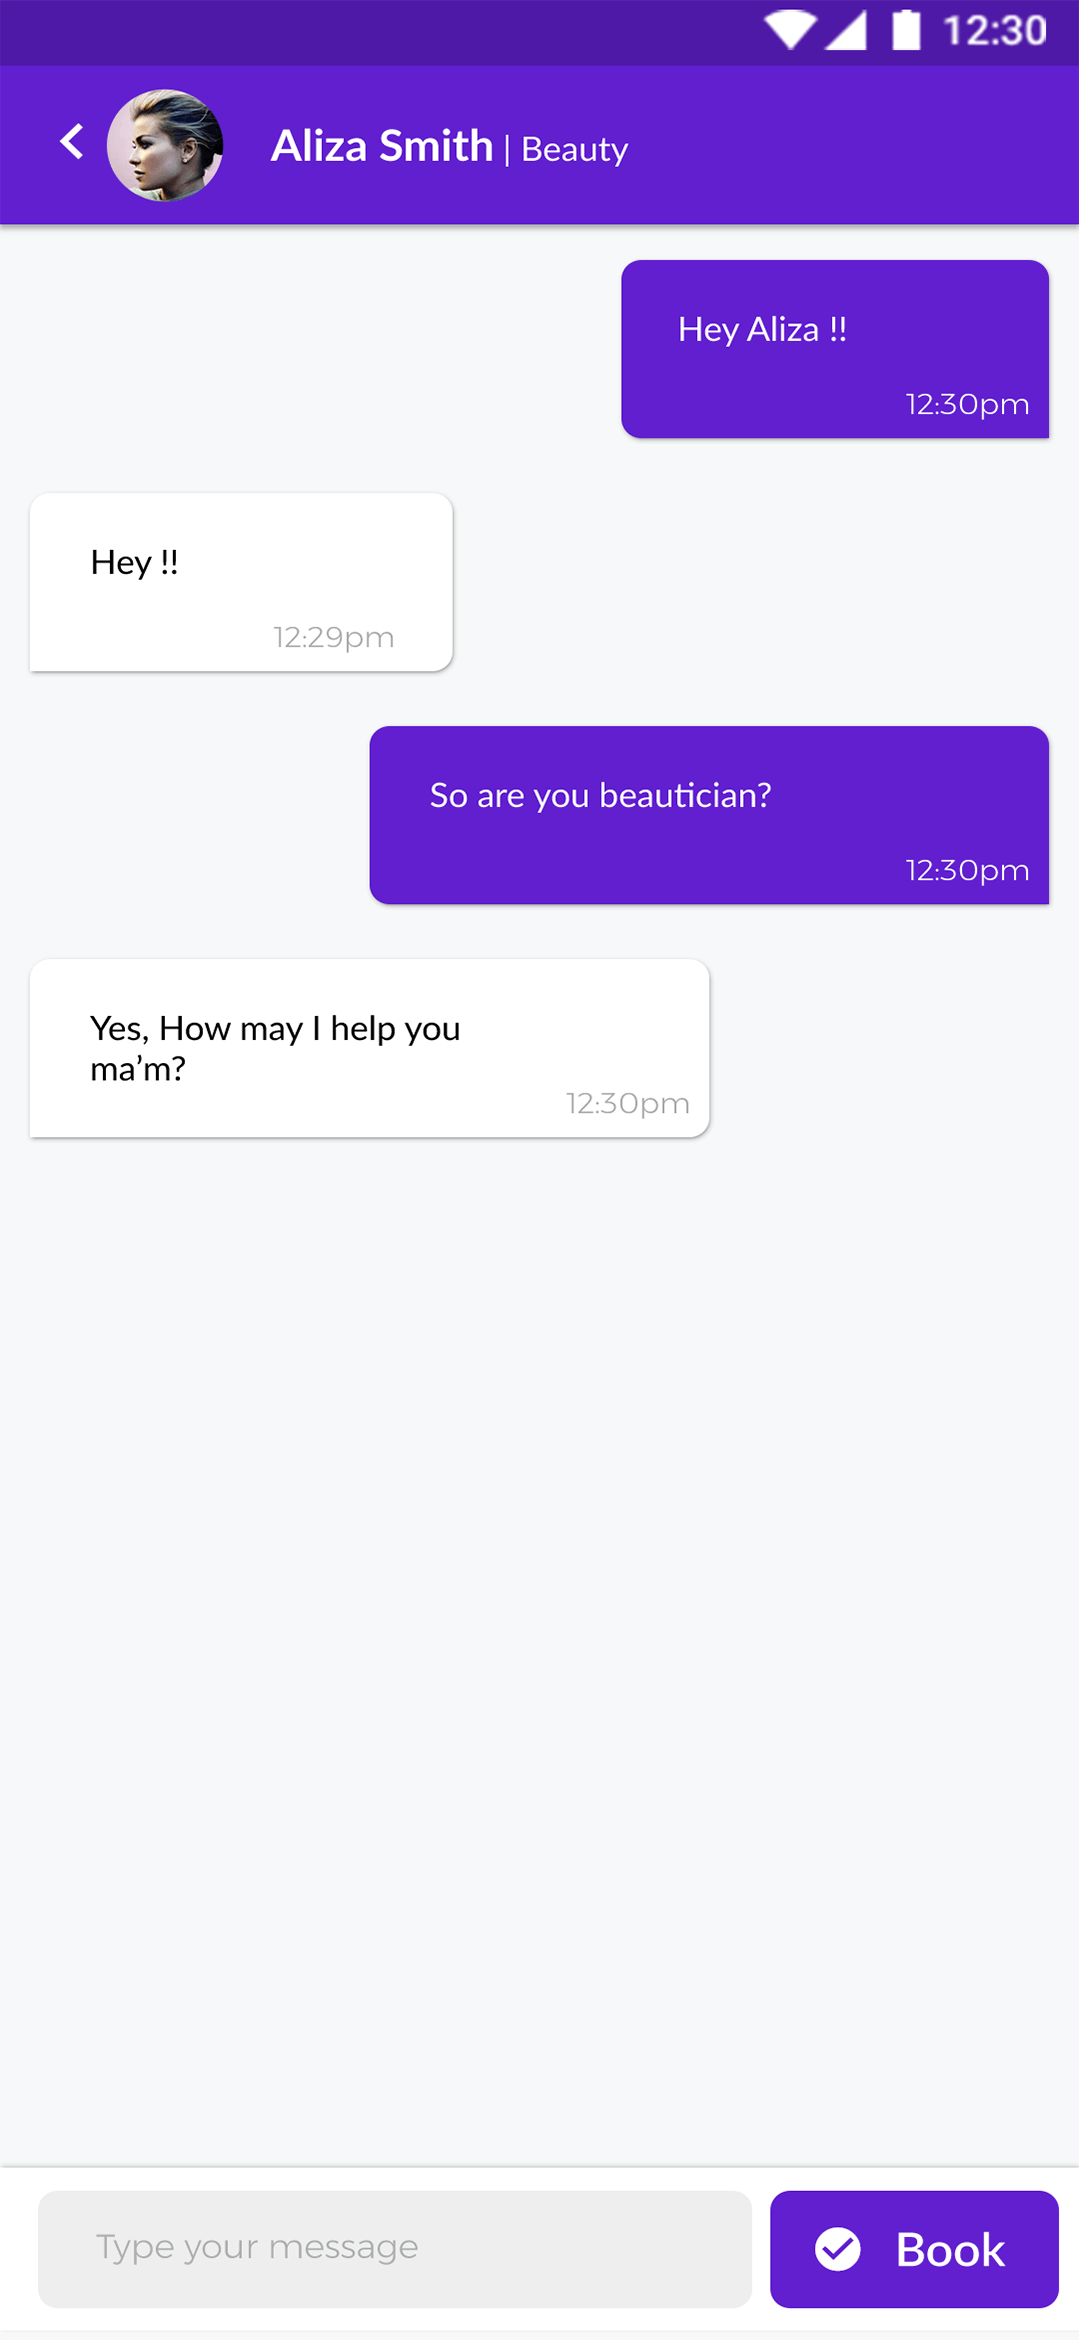 12:30
Aliza Smith | Beauty
Hey Aliza !!
12:30pm
Hey !!
12:29pm
So are you beautician?
12:30pm
Yes, How may I help you
ma’m?
12:30pm
Type your message
Book